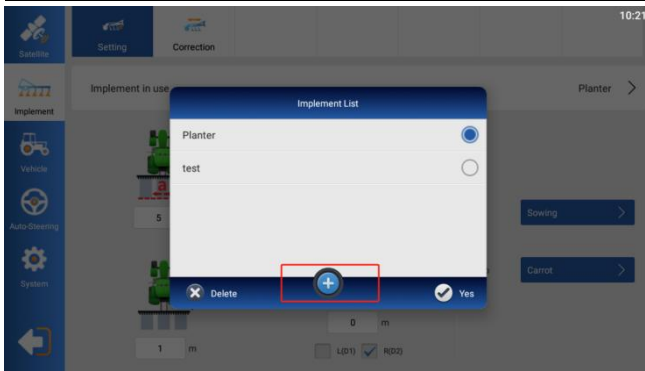 10:21
Satellite
Setting
Correction
Implement
Implement in use
Planter
Implement List
Planter
test
Vehicle
a
5
Sowing
Auto-Steering
Carrot
System
Delete
Yes
0 m
1 m
L(D1) R(D2)